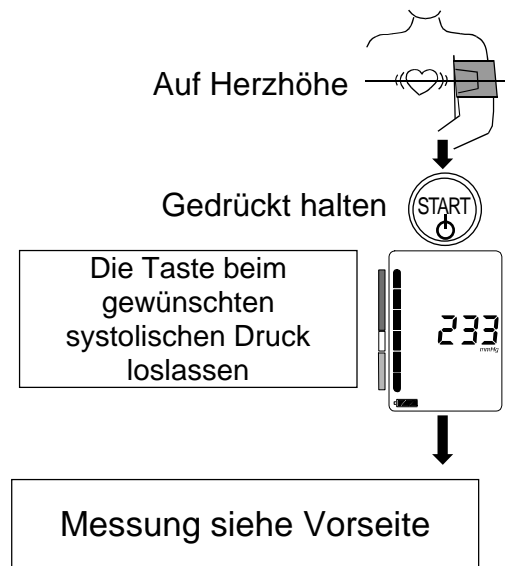 Auf Herzhöhe
Gedrückt halten
START
Die Taste beim
gewünschten
systolischen Druck
loslassen
233
mmHg
Messung siehe Vorseite